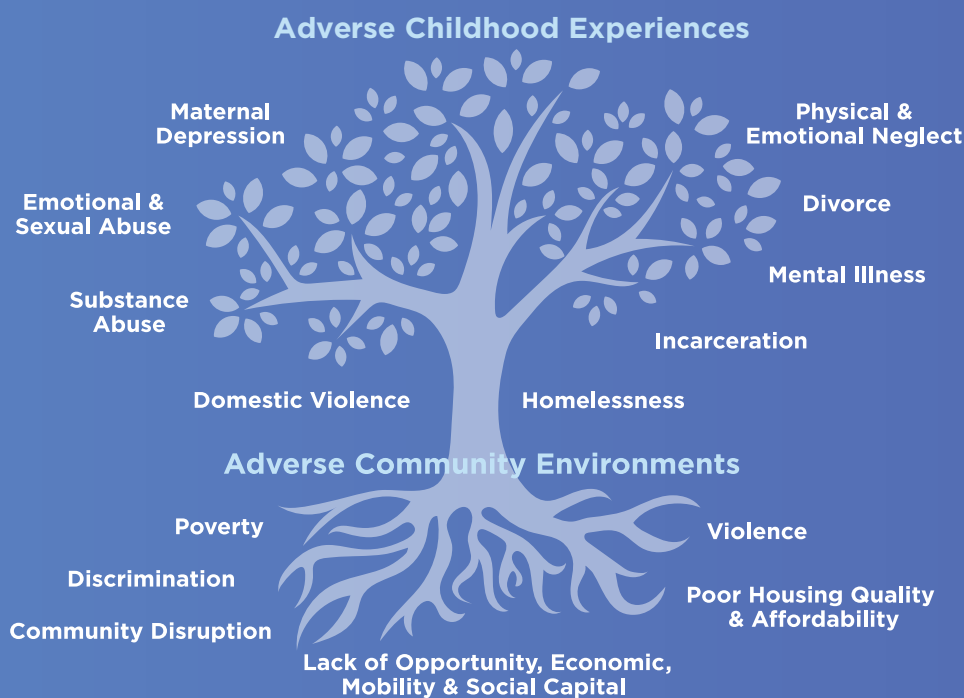 Adverse Childhood Experiences
Maternal
Depression
Physical &
Emotional Neglect
Emotional &
Sexual Abuse
Divorce
Mental Illness
Substance
Abuse
Incarceration
Domestic Violence
Homelessness
Adverse Community Environments
Poverty
Violence
Discrimination
Poor Housing Quality
& Affordability
Community Disruption
Lack of Opportunity, Economic,
Mobility & Social Capital